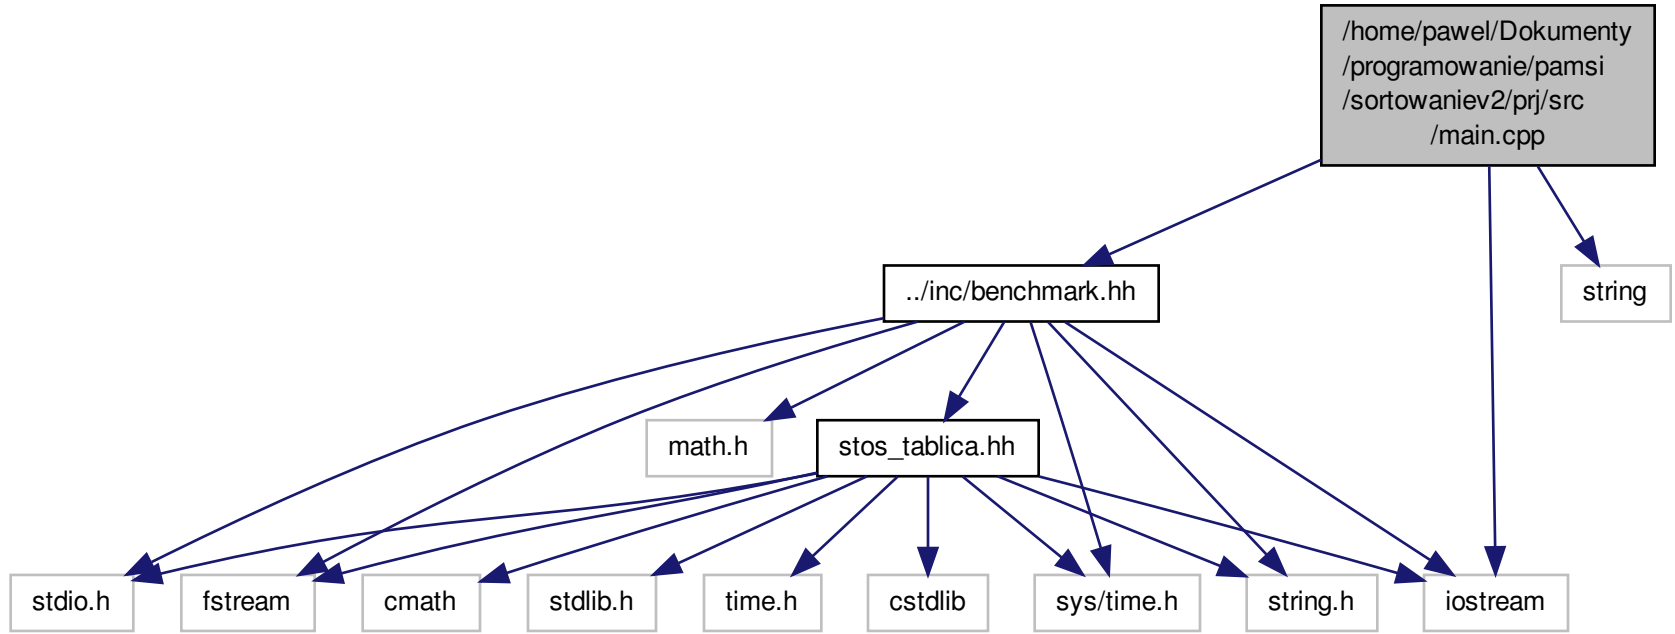 /home/pawel/Dokumenty
/programowanie/pamsi
/sortowaniev2/prj/src
/main.cpp
../inc/benchmark.hh
string
math.h
stos_tablica.hh
stdio.h
fstream
cmath
stdlib.h
time.h
cstdlib
sys/time.h
string.h
iostream